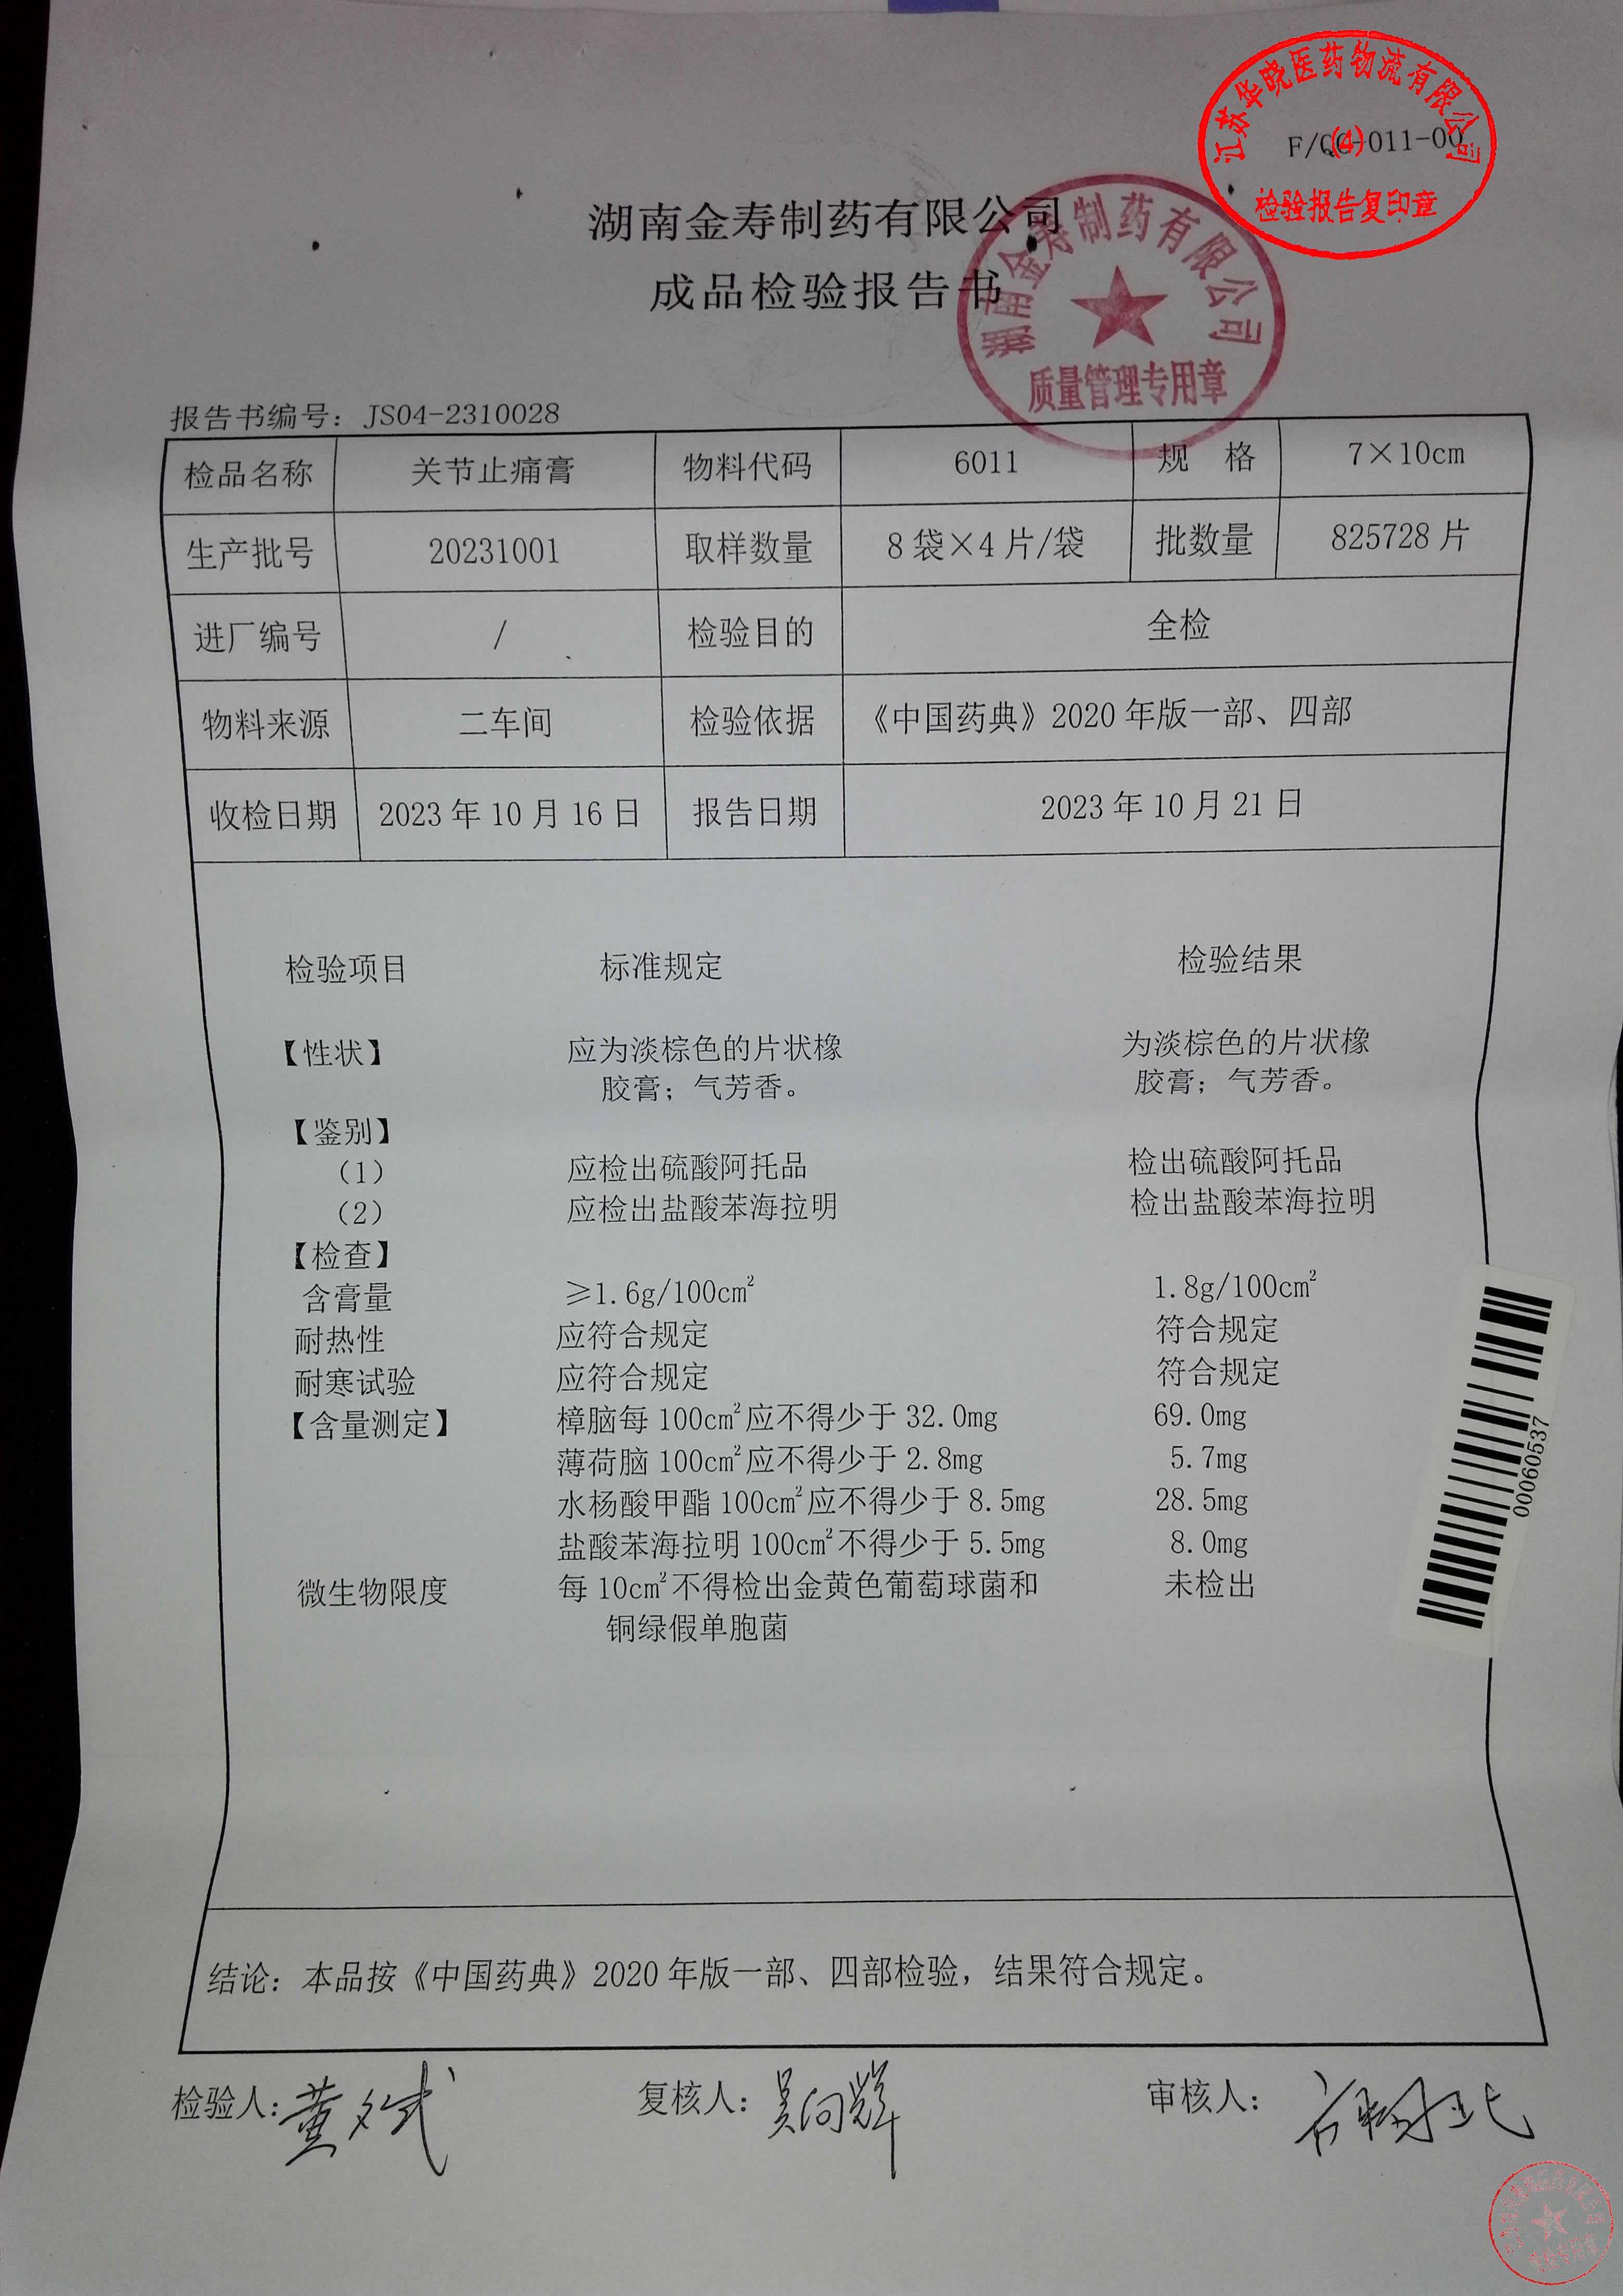 江苏华晓医药物流有限公司
(4)
检验报告复印章
F/QC-011-00
湖南金寿制药有限公司
成品检验报告书
湖南金寿制药有限公司
质量管理专用章
报告书编号：JS04-2310028
检品名称 关节止痛膏 物料代码 6011 规 格 7×10cm
生产批号 20231001 取样数量 8袋×4片/袋 批数量 825728片
进厂编号 / 检验目的 全检
物料来源 二车间 检验依据 《中国药典》2020年版一部、四部
收检日期 2023年10月16日 报告日期 2023年10月21日
检验项目 标准规定 检验结果
【性状】 应为淡棕色的片状橡 为淡棕色的片状橡
胶膏；气芳香。 胶膏；气芳香。
【鉴别】
（1） 应检出硫酸阿托品 检出硫酸阿托品
（2） 应检出盐酸苯海拉明 检出盐酸苯海拉明
【检查】
含膏量 ≥1.6g/100cm² 1.8g/100cm²
耐热性 应符合规定 符合规定
耐寒试验 应符合规定 符合规定
【含量测定】 樟脑每100cm²应不得少于32.0mg 69.0mg
薄荷脑100cm²应不得少于2.8mg 5.7mg
水杨酸甲酯100cm²应不得少于8.5mg 28.5mg
盐酸苯海拉明100cm²不得少于5.5mg 8.0mg
微生物限度 每10cm²不得检出金黄色葡萄球菌和 未检出
铜绿假单胞菌
00060537
结论：本品按《中国药典》2020年版一部、四部检验，结果符合规定。
检验人： 复核人：吴向辉 审核人：